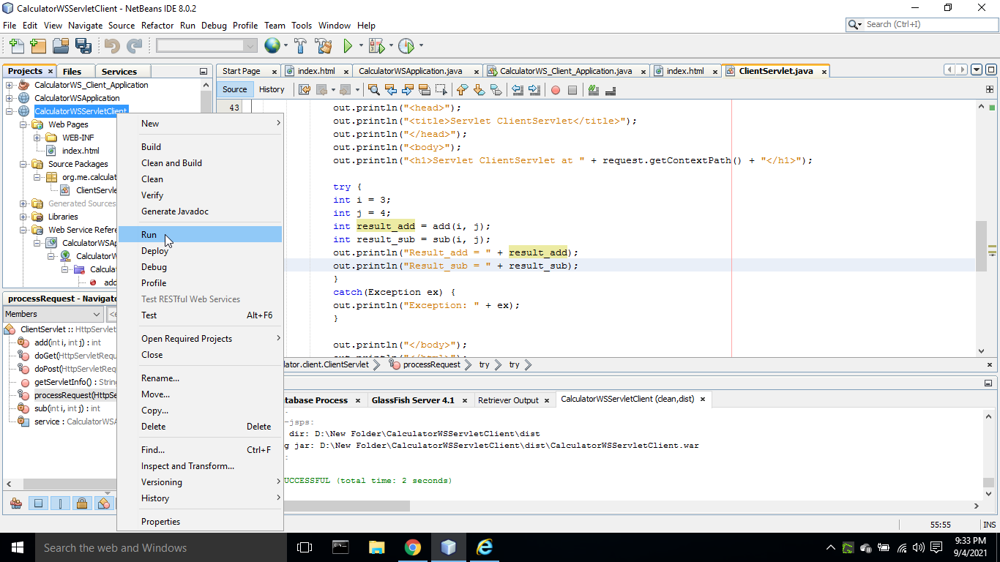 CalculatorWSServletClient - NetBeans IDE 8.0.2
File Edit View Navigate Source Refactor Run Debug Profile Team Tools Window Help
Search (Ctrl+I)
Projects Files Services
CalculatorWS_Client_Application
CalculatorWSApplication
CalculatorWSServletClient
Web Pages
WEB-INF
index.html
Source Packages
org.me.calculat
ClientServle
Generated Sources
Libraries
Web Service Refere
CalculatorWSAp
CalculatorW
Calcula
add
processRequest - Navigato
Members
<e
ClientServlet :: HttpServlet
add(int i, int j) : int
doGet(HttpServletRequ
doPost(HttpServletReq
getServletInfo() : String
processRequest(HttpSe
sub(int i, int j) : int
service : CalculatorWSA
New
Build
Clean and Build
Clean
Verify
Generate Javadoc
Run
Deploy
Debug
Profile
Test RESTful Web Services
Test Alt+F6
Open Required Projects
Close
Rename...
Move...
Copy...
Delete Delete
Find... Ctrl+F
Inspect and Transform...
Versioning
History
Properties
Start Page index.html CalculatorWSApplication.java CalculatorWS_Client_Application.java index.html ClientServlet.java
Source History
43 out.println("<head>");
out.println("<title>Servlet ClientServlet</title>");
out.println("</head>");
out.println("<body>");
out.println("<h1>Servlet ClientServlet at " + request.getContextPath() + "</h1>");
try {
int i = 3;
int j = 4;
int result_add = add(i, j);
int result_sub = sub(i, j);
out.println("Result_add = " + result_add);
out.println("Result_sub = " + result_sub);
}
catch(Exception ex) {
out.println("Exception: " + ex);
}
out.println("</body>");
out.println("</html>");
lator.client.ClientServlet processRequest try try
tabase Process GlassFish Server 4.1 Retriever Output CalculatorWSServletClient (clean,dist)
:
-jsps:
dir: D:\New Folder\CalculatorWSServletClient\dist
g jar: D:\New Folder\CalculatorWSServletClient\dist\CalculatorWSServletClient.war
:
UCCESSFUL (total time: 2 seconds)
55:55 INS
Search the web and Windows
9:33 PM
9/4/2021